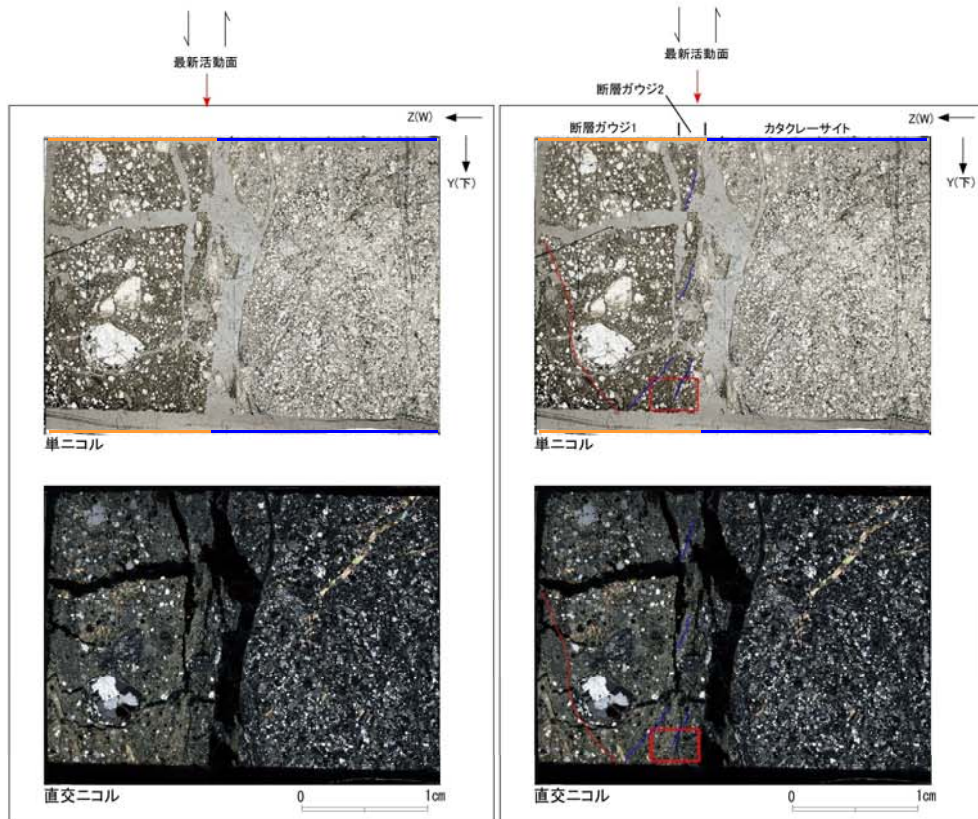 最新活動面
Z(W)
Y(下)
単ニコル
直交ニコル
0 1cm
最新活動面
断層ガウジ2
断層ガウジ1
カタクレーサイト
Z(W)
Y(下)
単ニコル
直交ニコル
0 1cm